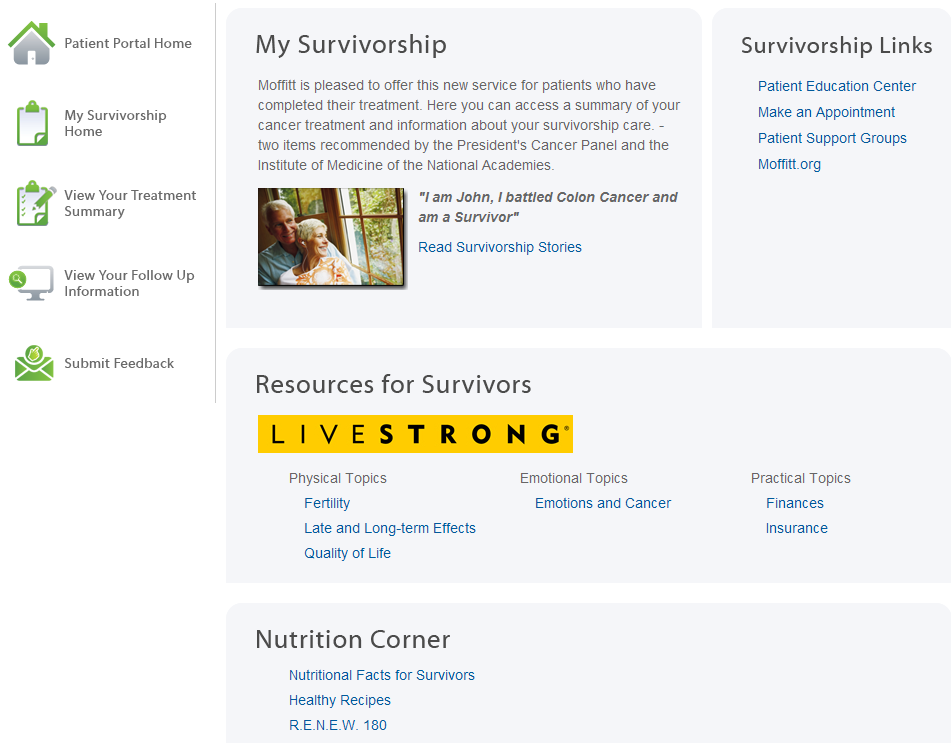 Patient Portal Home
My Survivorship
Home
View Your Treatment
Summary
View Your Follow Up
Information
Submit Feedback
My Survivorship
Moffitt is pleased to offer this new service for patients who have
completed their treatment. Here you can access a summary of your
cancer treatment and information about your survivorship care. -
two items recommended by the President's Cancer Panel and the
Institute of Medicine of the National Academies.
"I am John, I battled Colon Cancer and
am a Survivor"
Read Survivorship Stories
Survivorship Links
Patient Education Center
Make an Appointment
Patient Support Groups
Moffitt.org
Resources for Survivors
LIVESTRONG®
Physical Topics
Fertility
Late and Long-term Effects
Quality of Life
Emotional Topics
Emotions and Cancer
Practical Topics
Finances
Insurance
Nutrition Corner
Nutritional Facts for Survivors
Healthy Recipes
R.E.N.E.W. 180